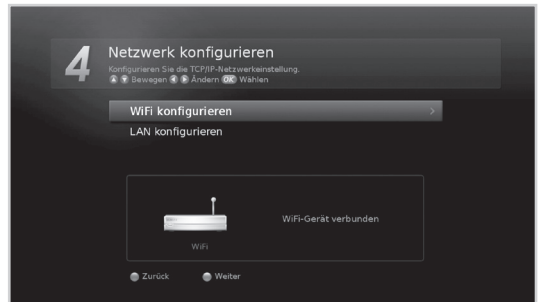 4
Netzwerk konfigurieren
Konfigurieren Sie die TCP/IP-Netzwerkeinstellung.
Bewegen Ändern OK Wählen
WiFi konfigurieren
LAN konfigurieren
WiFi-Gerät verbunden
WiFi
Zurück Weiter